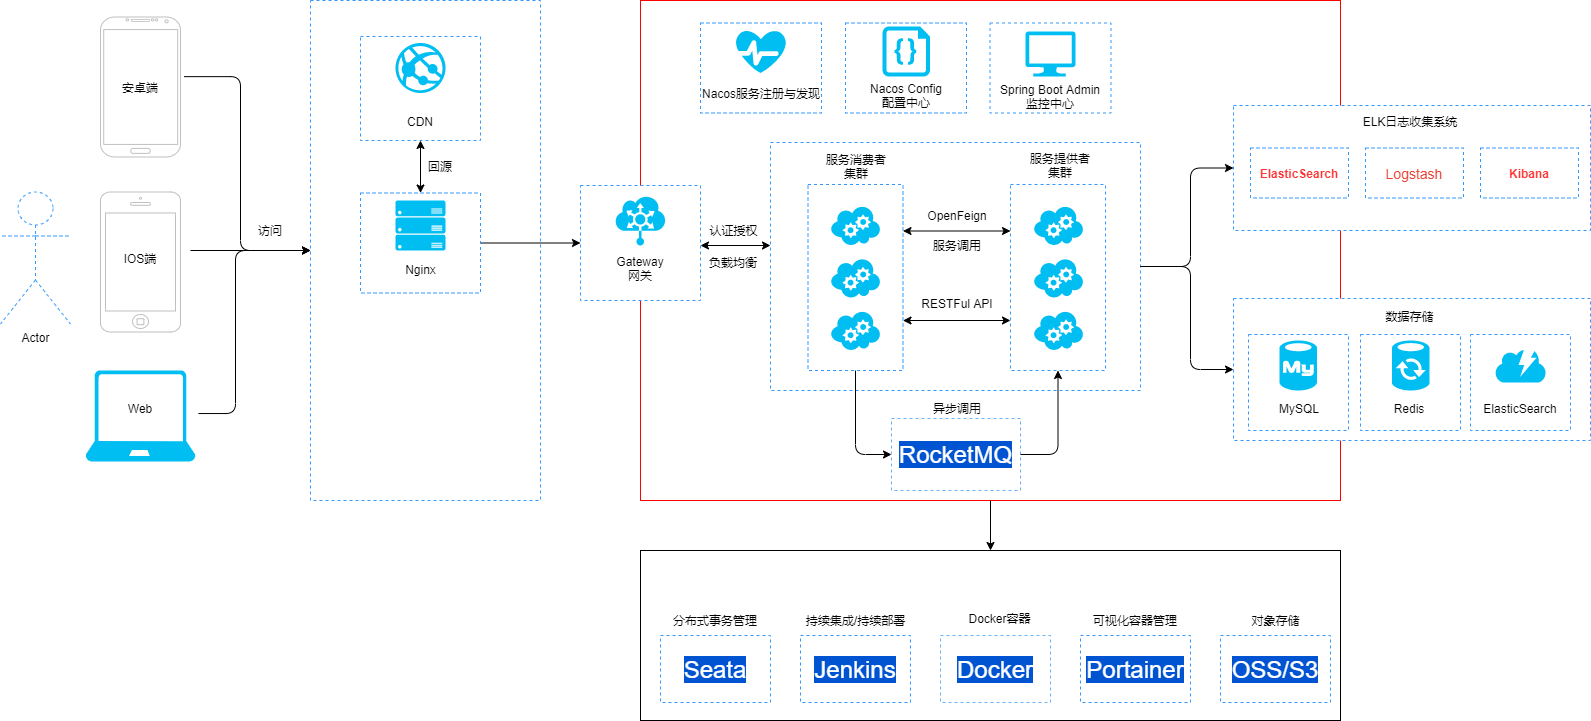 安卓端
IOS端
Web
Actor
访问
CDN
回源
Nginx
Gateway
网关
认证授权
负载均衡
Nacos服务注册与发现
Nacos Config
配置中心
Spring Boot Admin
监控中心
服务消费者
集群
服务提供者
集群
OpenFeign
服务调用
RESTFul API
异步调用
RocketMQ
ELK日志收集系统
ElasticSearch
Logstash
Kibana
数据存储
MySQL
Redis
ElasticSearch
分布式事务管理
Seata
持续集成/持续部署
Jenkins
Docker容器
Docker
可视化容器管理
Portainer
对象存储
OSS/S3
My